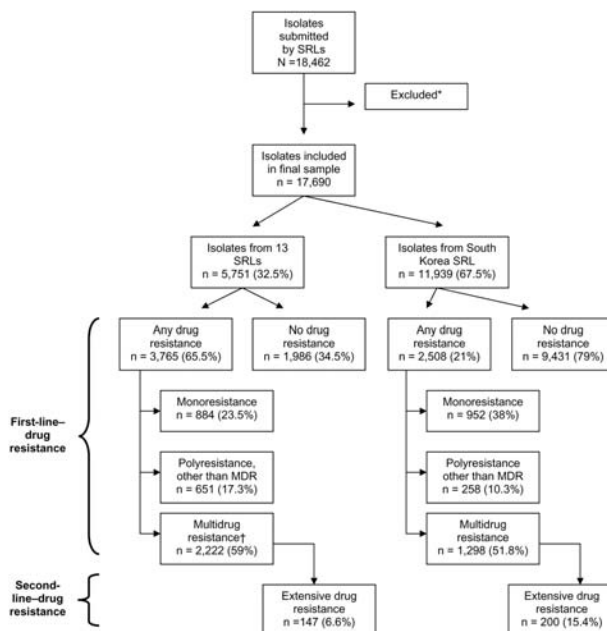 Isolates
submitted
by SRLs
N =18,462
Excluded*
Isolates included
in final sample
n = 17,690
Isolates from 13
SRLs
n = 5,751 (32.5%)
Isolates from South
Korea SRL
n = 11,939 (67.5%)
First-line–
drug
resistance
Any drug
resistance
n = 3,765 (65.5%)
No drug
resistance
n = 1,986 (34.5%)
Any drug
resistance
n = 2,508 (21%)
No drug
resistance
n = 9,431 (79%)
Monoresistance
n = 884 (23.5%)
Monoresistance
n = 952 (38%)
Polyresistance,
other than MDR
n = 651 (17.3%)
Polyresistance
other than MDR
n = 258 (10.3%)
Multidrug
resistance†
n = 2,222 (59%)
Multidrug
resistance
n = 1,298 (51.8%)
Second-
line–drug
resistance
Extensive drug
resistance
n =147 (6.6%)
Extensive drug
resistance
n = 200 (15.4%)